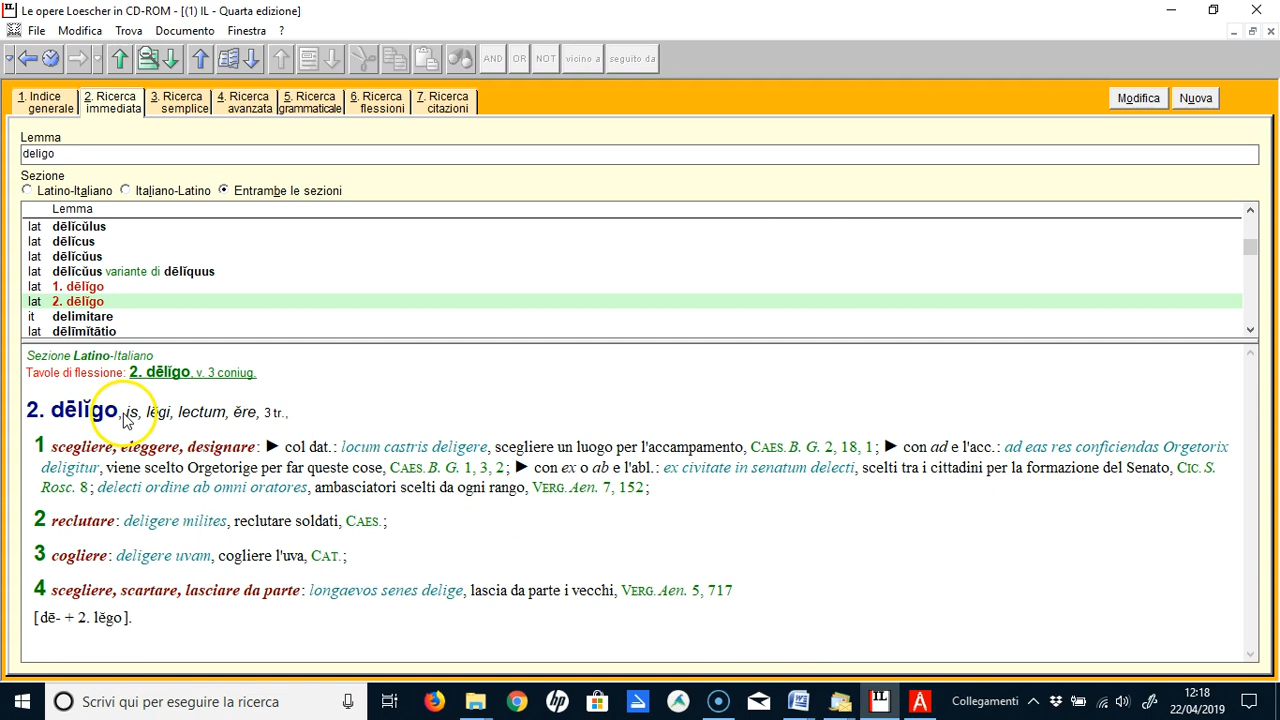 Le opere Loescher in CD-ROM - [(1) IL - Quarta edizione]
File Modifica Trova Documento Finestra ?
AND OR NOT vicino a seguito da
1. Indice generale 2. Ricerca immediata 3. Ricerca semplice 4. Ricerca avanzata 5. Ricerca grammaticale 6. Ricerca flessioni 7. Ricerca citazioni Modifica Nuova
Lemma
deligo
Sezione
Latino-Italiano Italiano-Latino Entrambe le sezioni
Lemma
lat dēlĭcŭlus
lat dēlĭcus
lat dēlĭcŭus
lat dēlĭcŭus variante di dēlĭquus
lat 1. dēlĭgo
lat 2. dēlĭgo
it delimitare
lat dēlīmĭtātĭo
Sezione Latino-Italiano
Tavole di flessione: 2. dēlĭgo, v. 3 coniug.
2. dēlĭgo, is, lēgi, lectum, ĕre, 3 tr.,
1 scegliere, eleggere, designare: ► col dat.: locum castris deligere, scegliere un luogo per l'accampamento, CAES. B. G. 2, 18, 1; ► con ad e l'acc.: ad eas res conficiendas Orgetorix
deligitur, viene scelto Orgetorige per far queste cose, CAES. B. G. 1, 3, 2; ► con ex o ab e l'abl.: ex civitate in senatum delecti, scelti tra i cittadini per la formazione del Senato, CIC. S.
Rosc. 8; delecti ordine ab omni oratores, ambasciatori scelti da ogni rango, VERG. Aen. 7, 152;
2 reclutare: deligere milites, reclutare soldati, CAES.;
3 cogliere: deligere uvam, cogliere l'uva, CAT.;
4 scegliere, scartare, lasciare da parte: longaevos senes delige, lascia da parte i vecchi, VERG. Aen. 5, 717
[dē- + 2. lĕgo].
Scrivi qui per eseguire la ricerca Collegamenti 12:18
22/04/2019